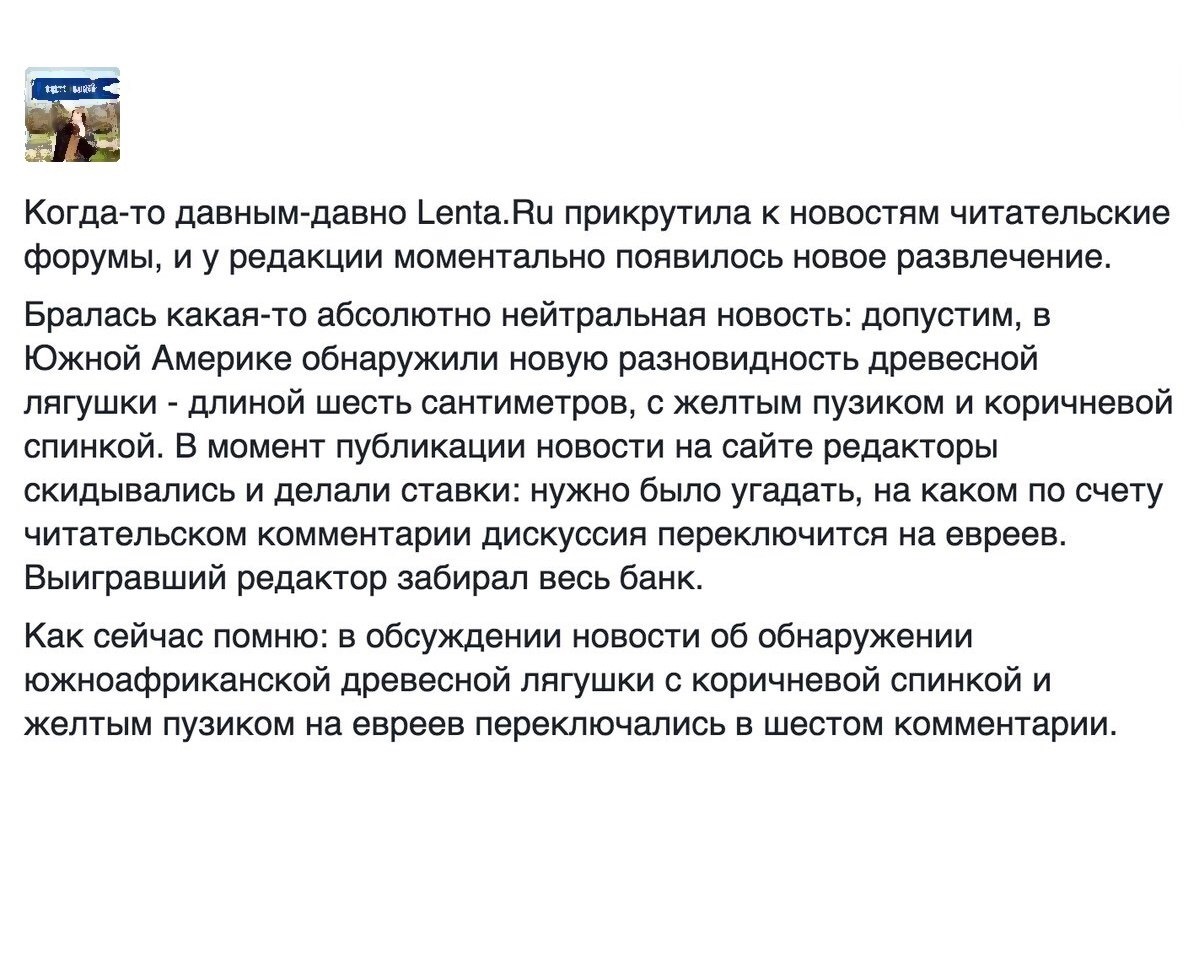 Когда-то давным-давно Lenta.Ru прикрутила к новостям читательские
форумы, и у редакции моментально появилось новое развлечение.
Бралась какая-то абсолютно нейтральная новость: допустим, в
Южной Америке обнаружили новую разновидность древесной
лягушки - длиной шесть сантиметров, с желтым пузиком и коричневой
спинкой. В момент публикации новости на сайте редакторы
скидывались и делали ставки: нужно было угадать, на каком по счету
читательском комментарии дискуссия переключится на евреев.
Выигравший редактор забирал весь банк.
Как сейчас помню: в обсуждении новости об обнаружении
южноафриканской древесной лягушки с коричневой спинкой и
желтым пузиком на евреев переключались в шестом комментарии.